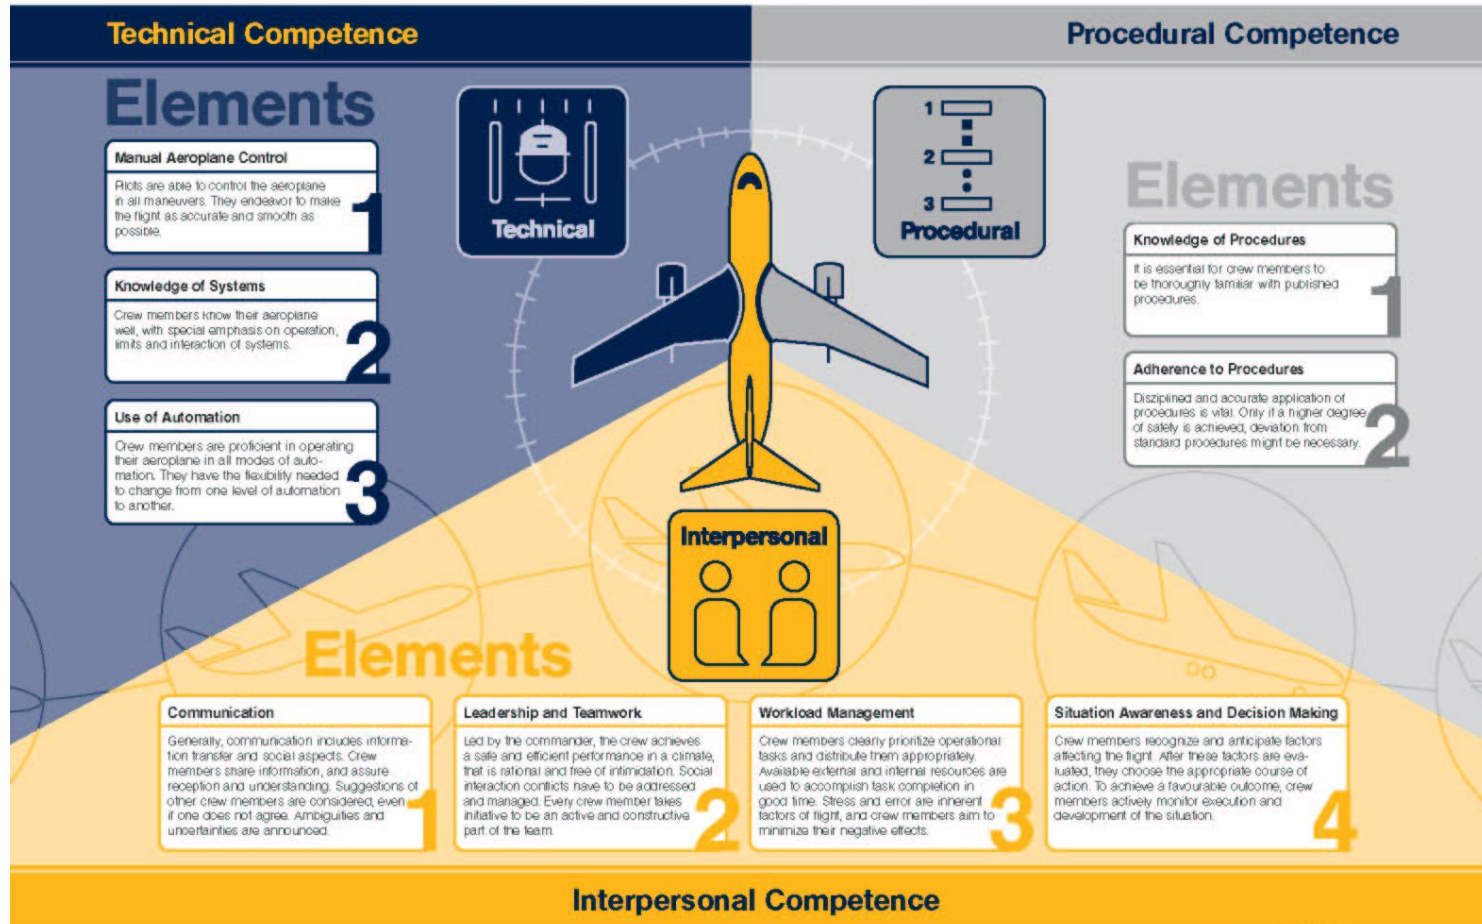 Technical Competence
Procedural Competence
Elements
Manual Aeroplane Control
Pilots are able to control the aeroplane
in all maneuvers. They endeavor to make
the flight as accurate and smooth as
possible.
1
Knowledge of Systems
Crew members know their aeroplane
well, with special emphasis on operation,
limits and interaction of systems.
2
Use of Automation
Crew members are proficient in operating
their aeroplane in all modes of auto-
mation. They have the flexibility needed
to change from one level of automation
to another.
3
Technical
1
2
3
Procedural
Elements
Knowledge of Procedures
It is essential for crew members to
be thoroughly familiar with published
procedures.
1
Adherence to Procedures
Disziplined and accurate application of
procedures is vital. Only if a higher degree
of safety is achieved, deviation from
standard procedures might be necessary.
2
Interpersonal
Elements
Communication
Generally, communication includes informa-
tion transfer and social aspects. Crew
members share information, and assure
reception and understanding. Suggestions of
other crew members are considered, even
if one does not agree. Ambiguities and
uncertainties are announced.
1
Leadership and Teamwork
Led by the commander, the crew achieves
a safe and efficient performance in a climate,
that is rational and free of intimidation. Social
interaction conflicts have to be addressed
and managed. Every crew member takes
initiative to be an active and constructive
part of the team.
2
Workload Management
Crew members clearly prioritize operational
tasks and distribute them appropriately.
Available external and internal resources are
used to accomplish task completion in
good time. Stress and error are inherent
factors of flight, and crew members aim to
minimize their negative effects.
3
Situation Awareness and Decision Making
Crew members recognize and anticipate factors
affecting the flight. After these factors are eva-
luated, they choose the appropriate course of
action. To achieve a favourable outcome, crew
members actively monitor execution and
development of the situation.
4
Interpersonal Competence